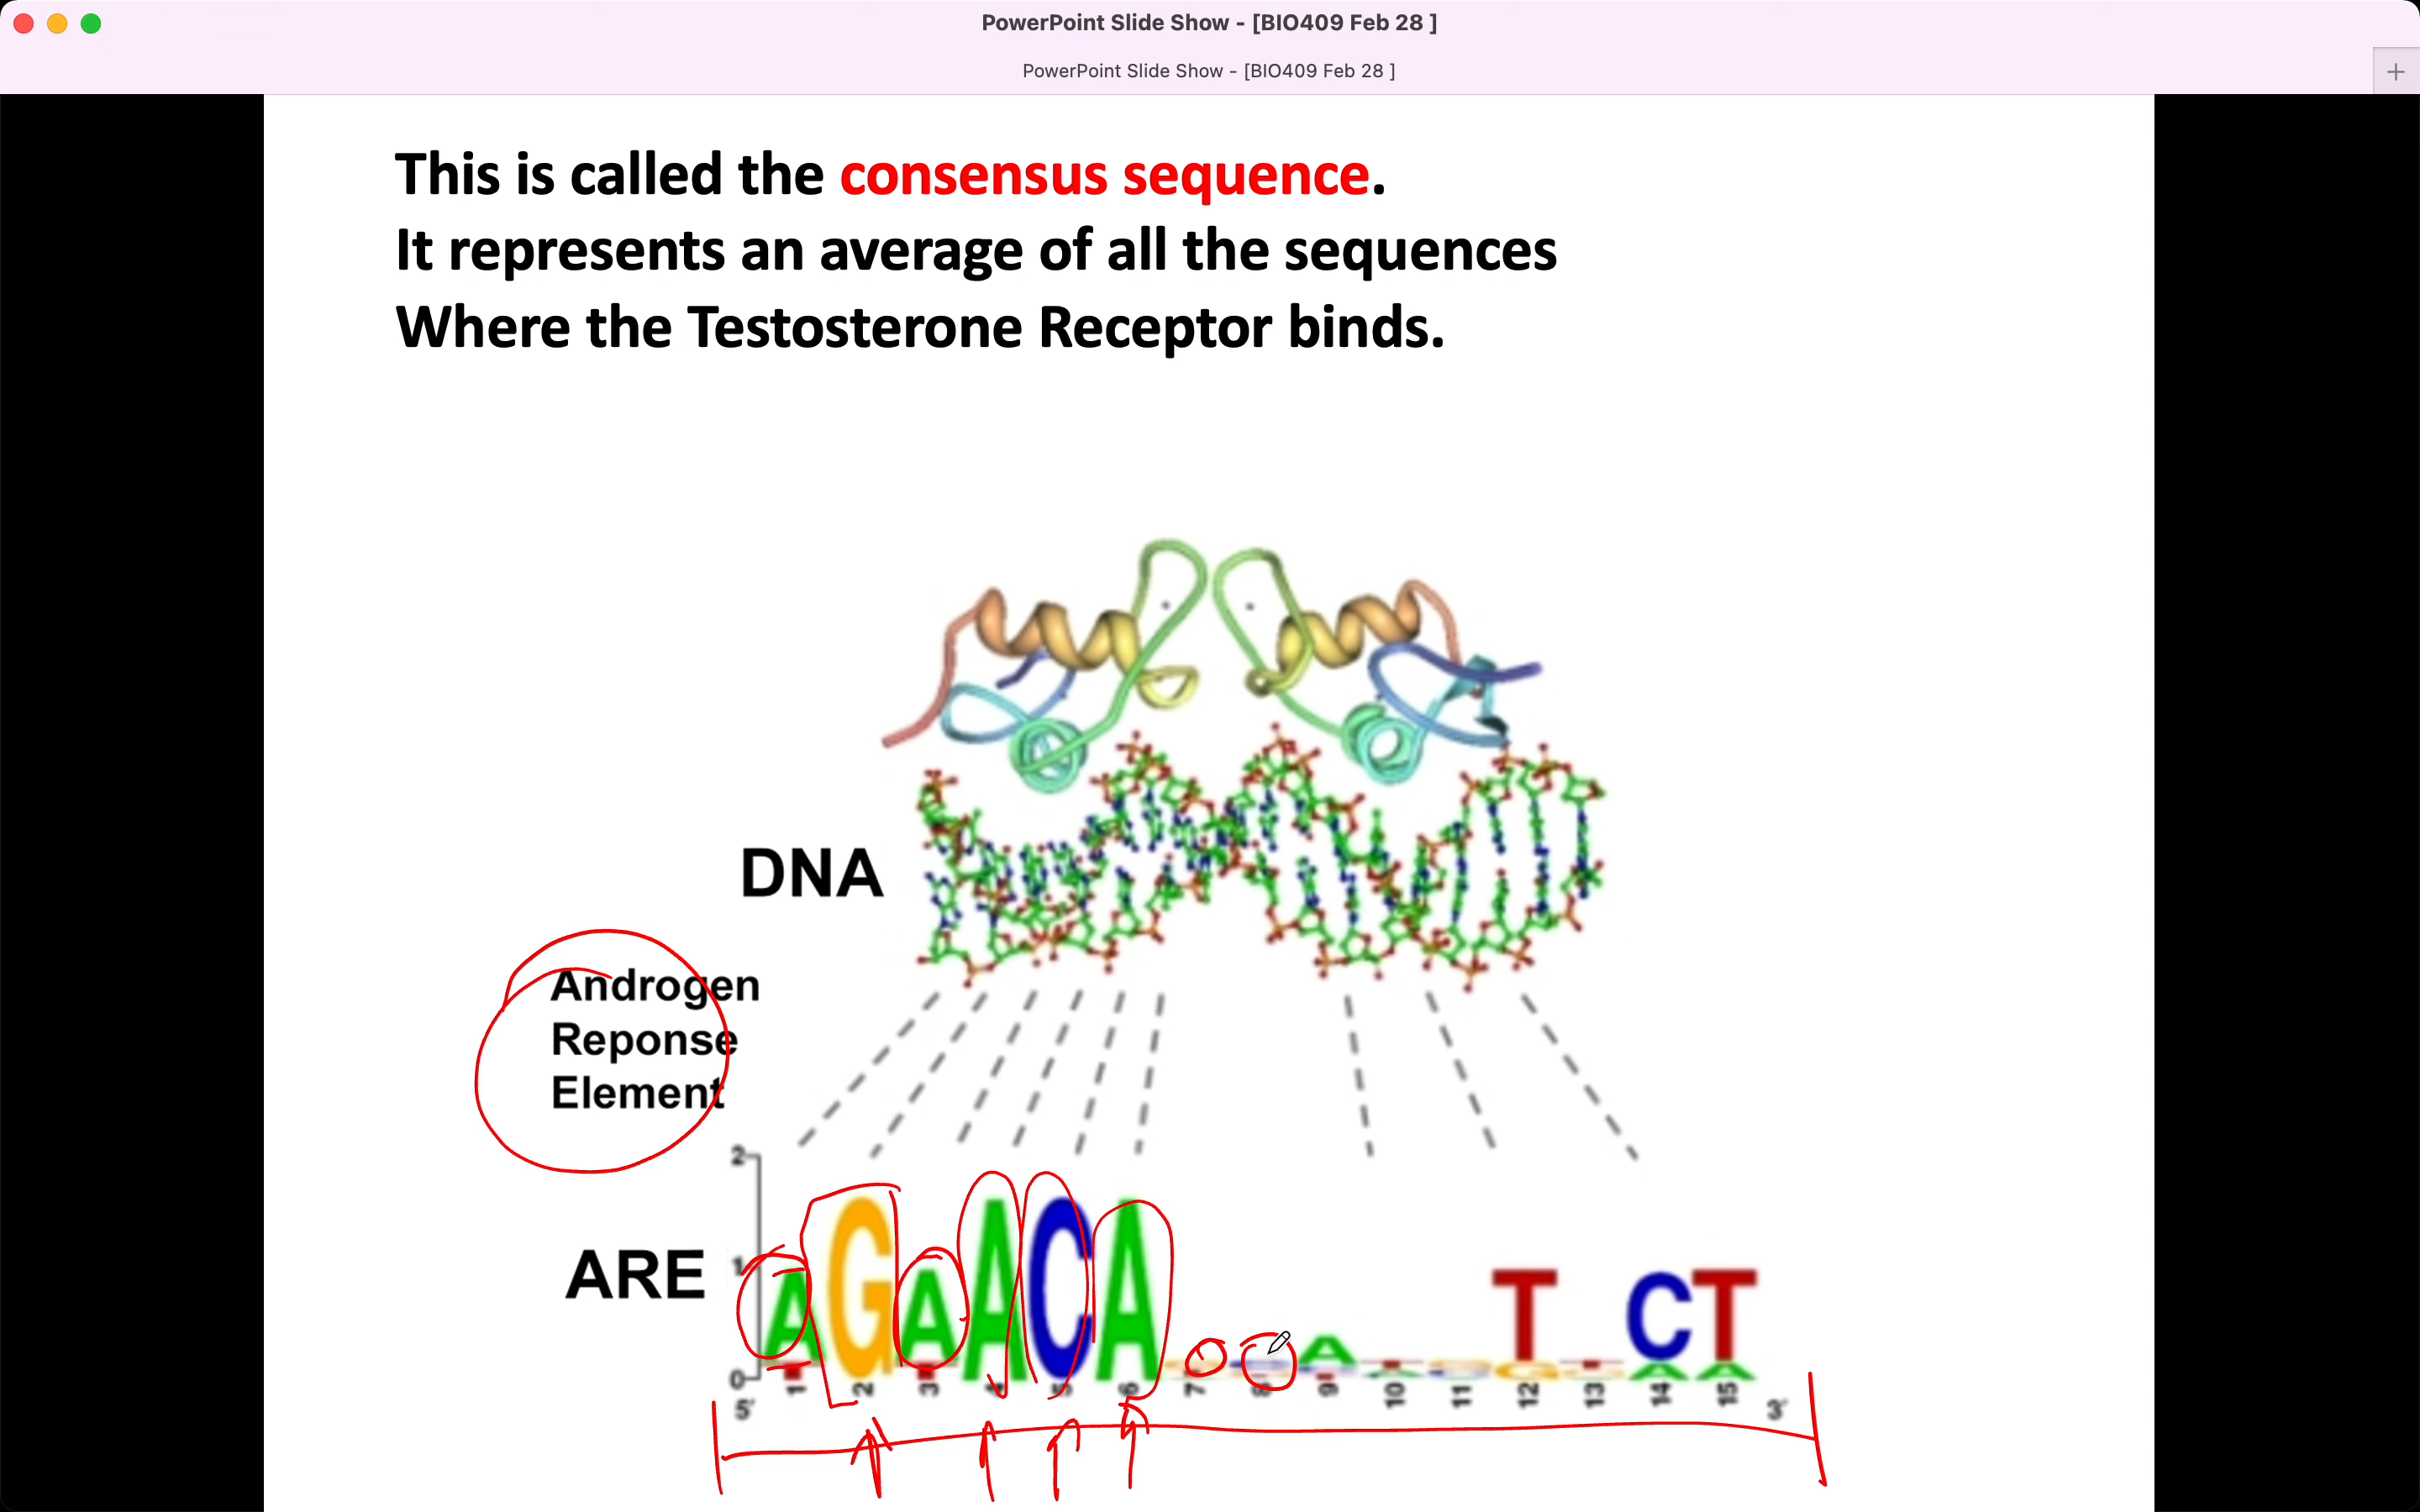 PowerPoint Slide Show - [BIO409 Feb 28 ]
PowerPoint Slide Show - [BIO409 Feb 28 ]
This is called the consensus sequence.
It represents an average of all the sequences
Where the Testosterone Receptor binds.
DNA
Androgen
Reponse
Element
ARE
2
1
0
A G A A C A A T C T
T T G A A
1 2 3 4 5 6 7 8 9 10 11 12 13 14 15
5' 3'